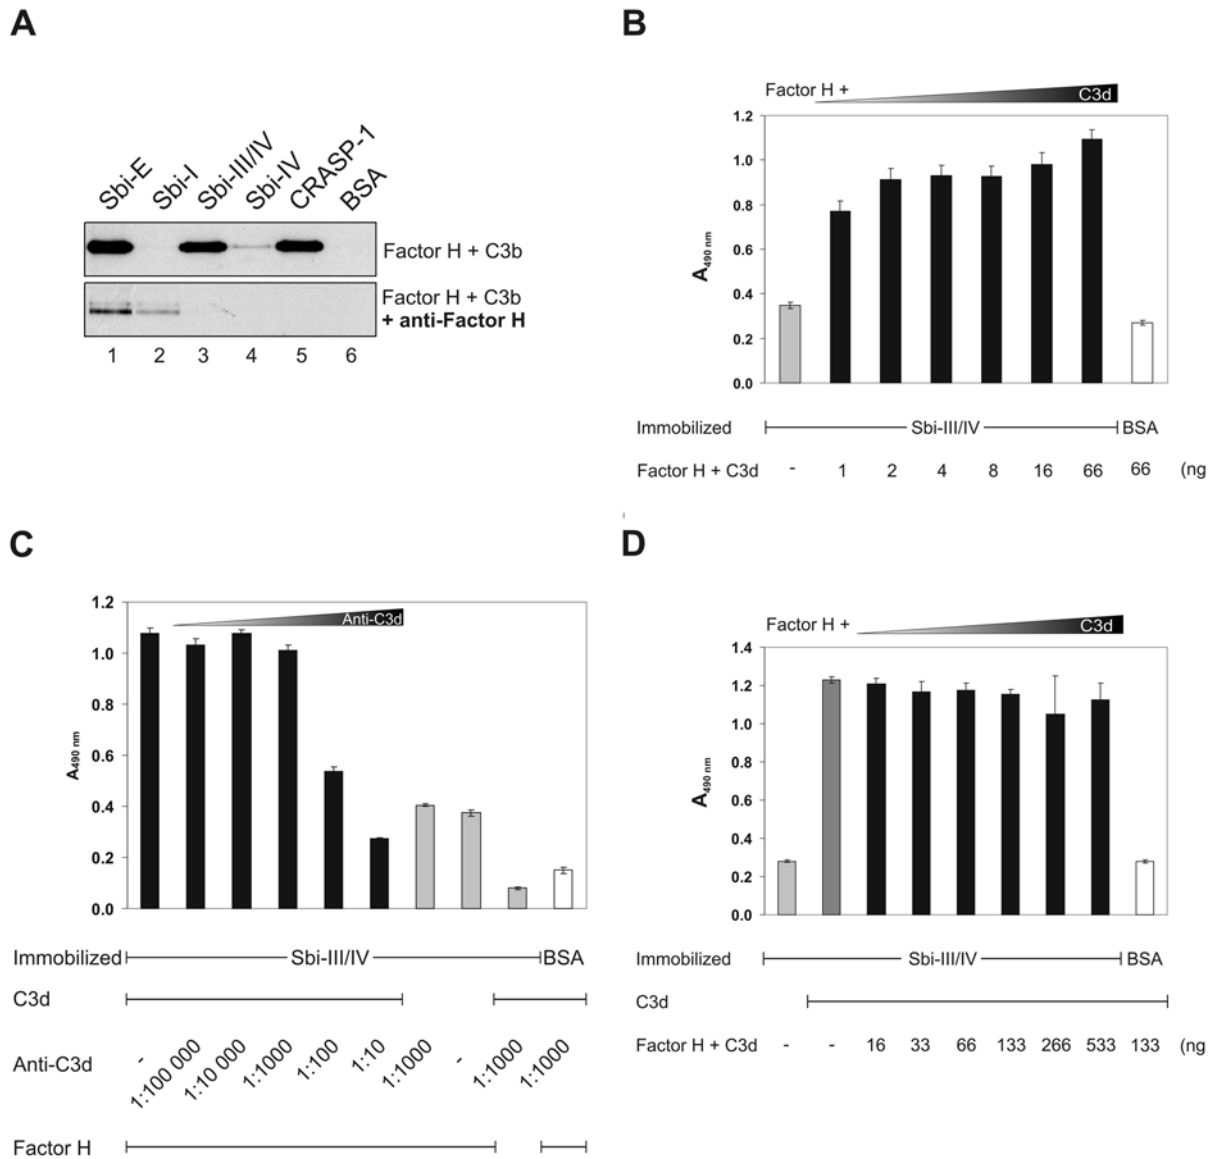 A
Sbi-E Sbi-I Sbi-III/IV Sbi-IV CRASP-1 BSA
Factor H + C3b
Factor H + C3b
+ anti-Factor H
1 2 3 4 5 6
B
Factor H +
C3d
1.2
1.0
0.8
0.6
0.4
0.2
0.0
A490 nm
Immobilized Sbi-III/IV BSA
Factor H + C3d - 1 2 4 8 16 66 66 (ng
C
1.2
Anti-C3d
1.0
0.8
0.6
0.4
0.2
0.0
A490 nm
Immobilized Sbi-III/IV BSA
C3d
Anti-C3d - 1:100 000 1:10 000 1:1000 1:100 1:10 1:1000 - 1:1000 1:1000
Factor H
D
Factor H +
C3d
1.4
1.2
1.0
0.8
0.6
0.4
0.2
0.0
A490 nm
Immobilized Sbi-III/IV BSA
C3d
Factor H + C3d - - 16 33 66 133 266 533 133 (ng